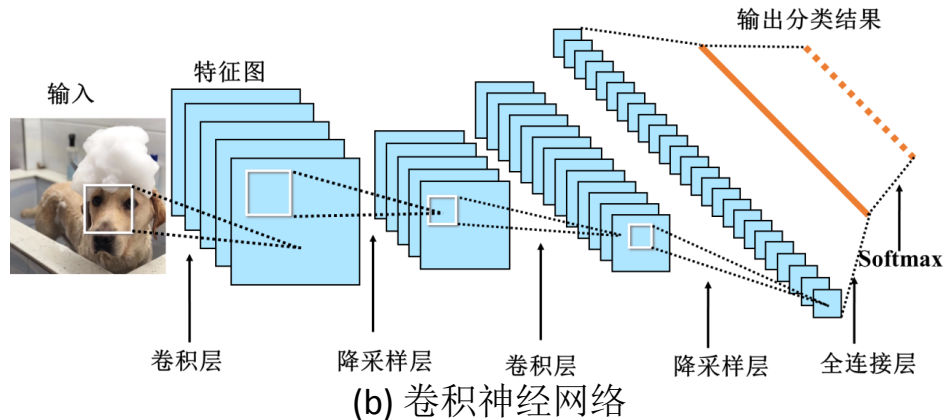 输出分类结果
特征图
输入
Softmax
卷积层
降采样层
卷积层
降采样层
全连接层
(b) 卷积神经网络